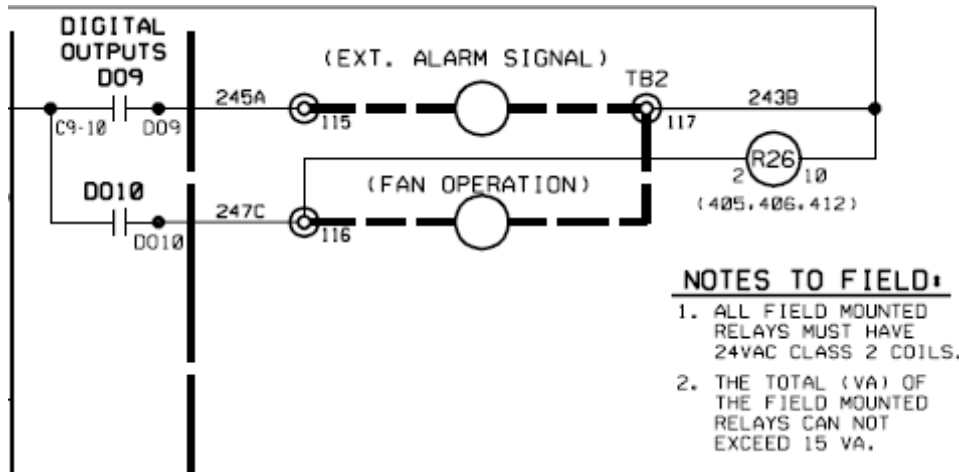 DIGITAL
OUTPUTS
DO9
(EXT. ALARM SIGNAL)
TB2
245A
243B
C9-10
DO9
115
117
R26
2
10
DO10
(FAN OPERATION)
(405,406,412)
247C
DO10
116
NOTES TO FIELD:
1. ALL FIELD MOUNTED
RELAYS MUST HAVE
24VAC CLASS 2 COILS.
2. THE TOTAL (VA) OF
THE FIELD MOUNTED
RELAYS CAN NOT
EXCEED 15 VA.